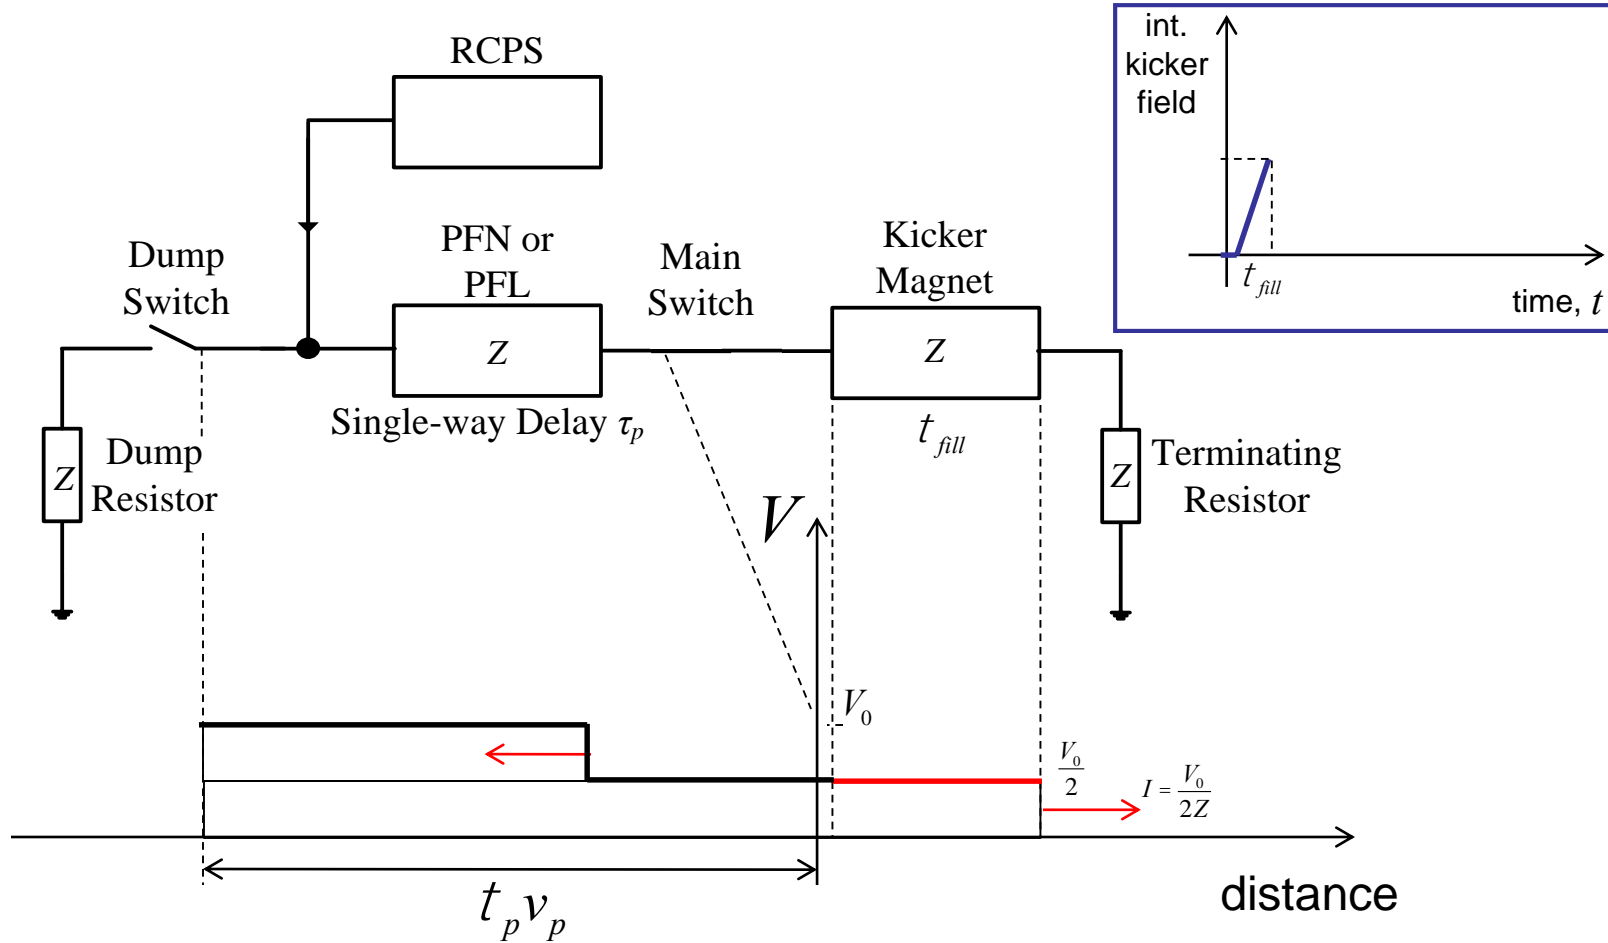 RCPS
int.
kicker
field
t_fill
time, t
Dump
Switch
PFN or
PFL
Main
Switch
Kicker
Magnet
Z
Z
Single-way Delay τ_p
t_fill
Z
Dump
Resistor
Z
Terminating
Resistor
V
V_0
V_0/2
I = V_0/2Z
t_p v_p
distance